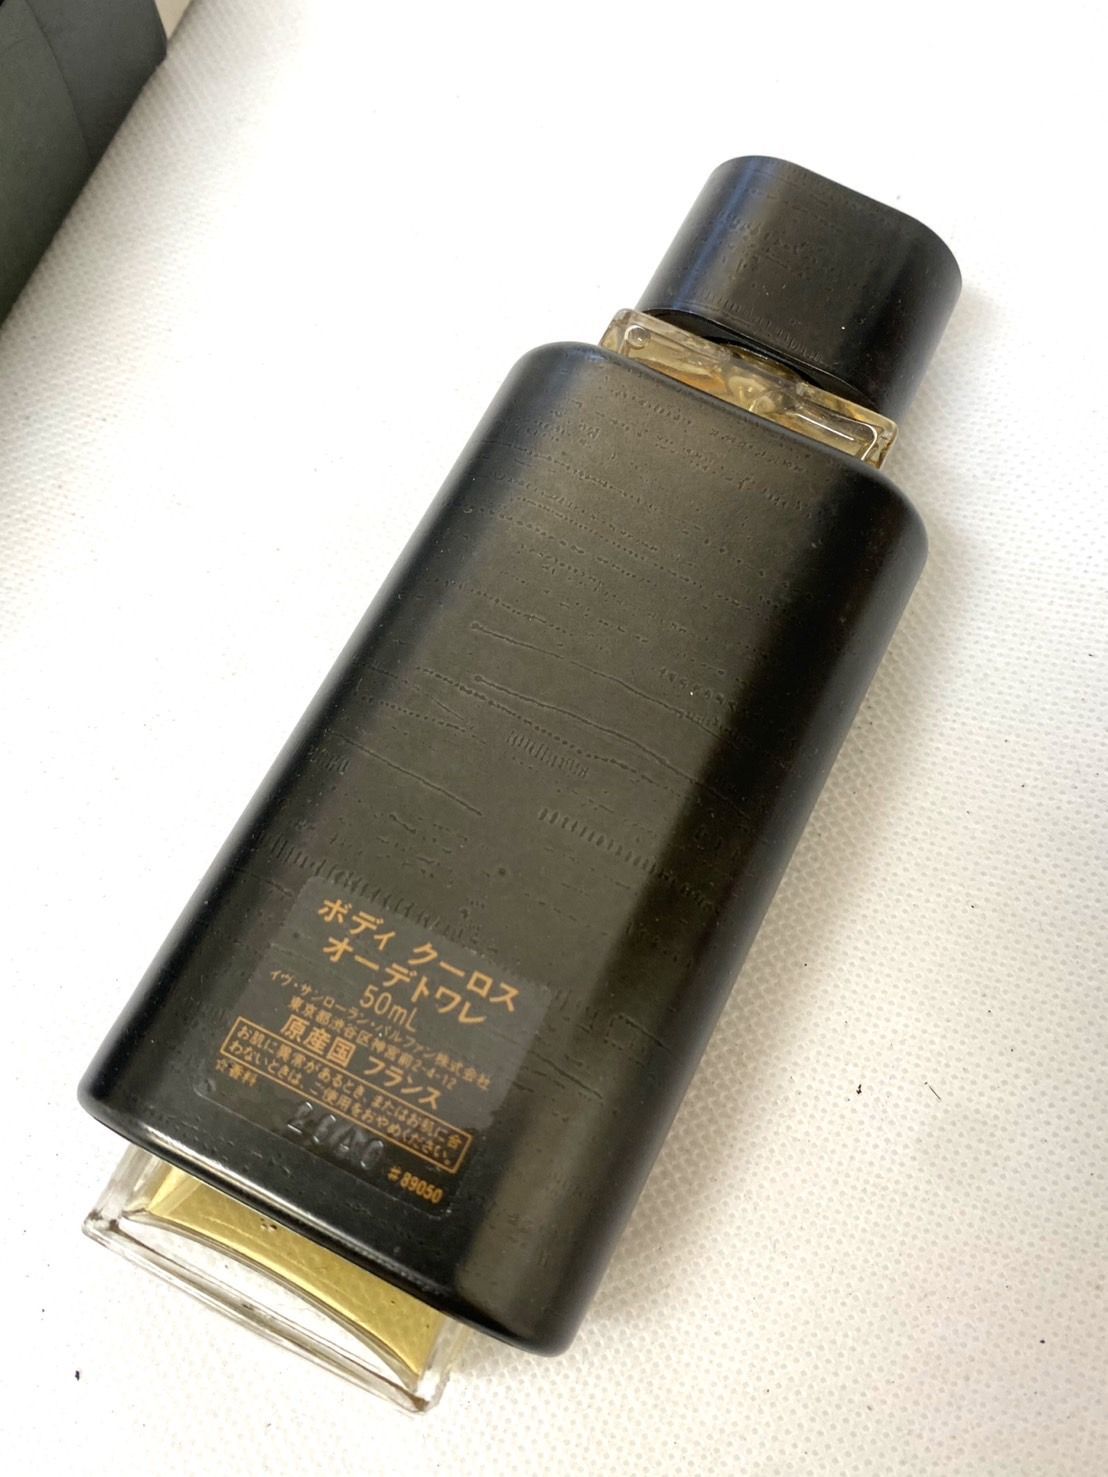 ボディ クーロス
オーデトワレ
50mL
イヴ・サンローラン・パルファン株式会社
東京都渋谷区神宮前2-4-12
原産国 フランス
お肌に異常があるとき、またはお肌に合
わないときは、ご使用をおやめください。
☆香料
#89050